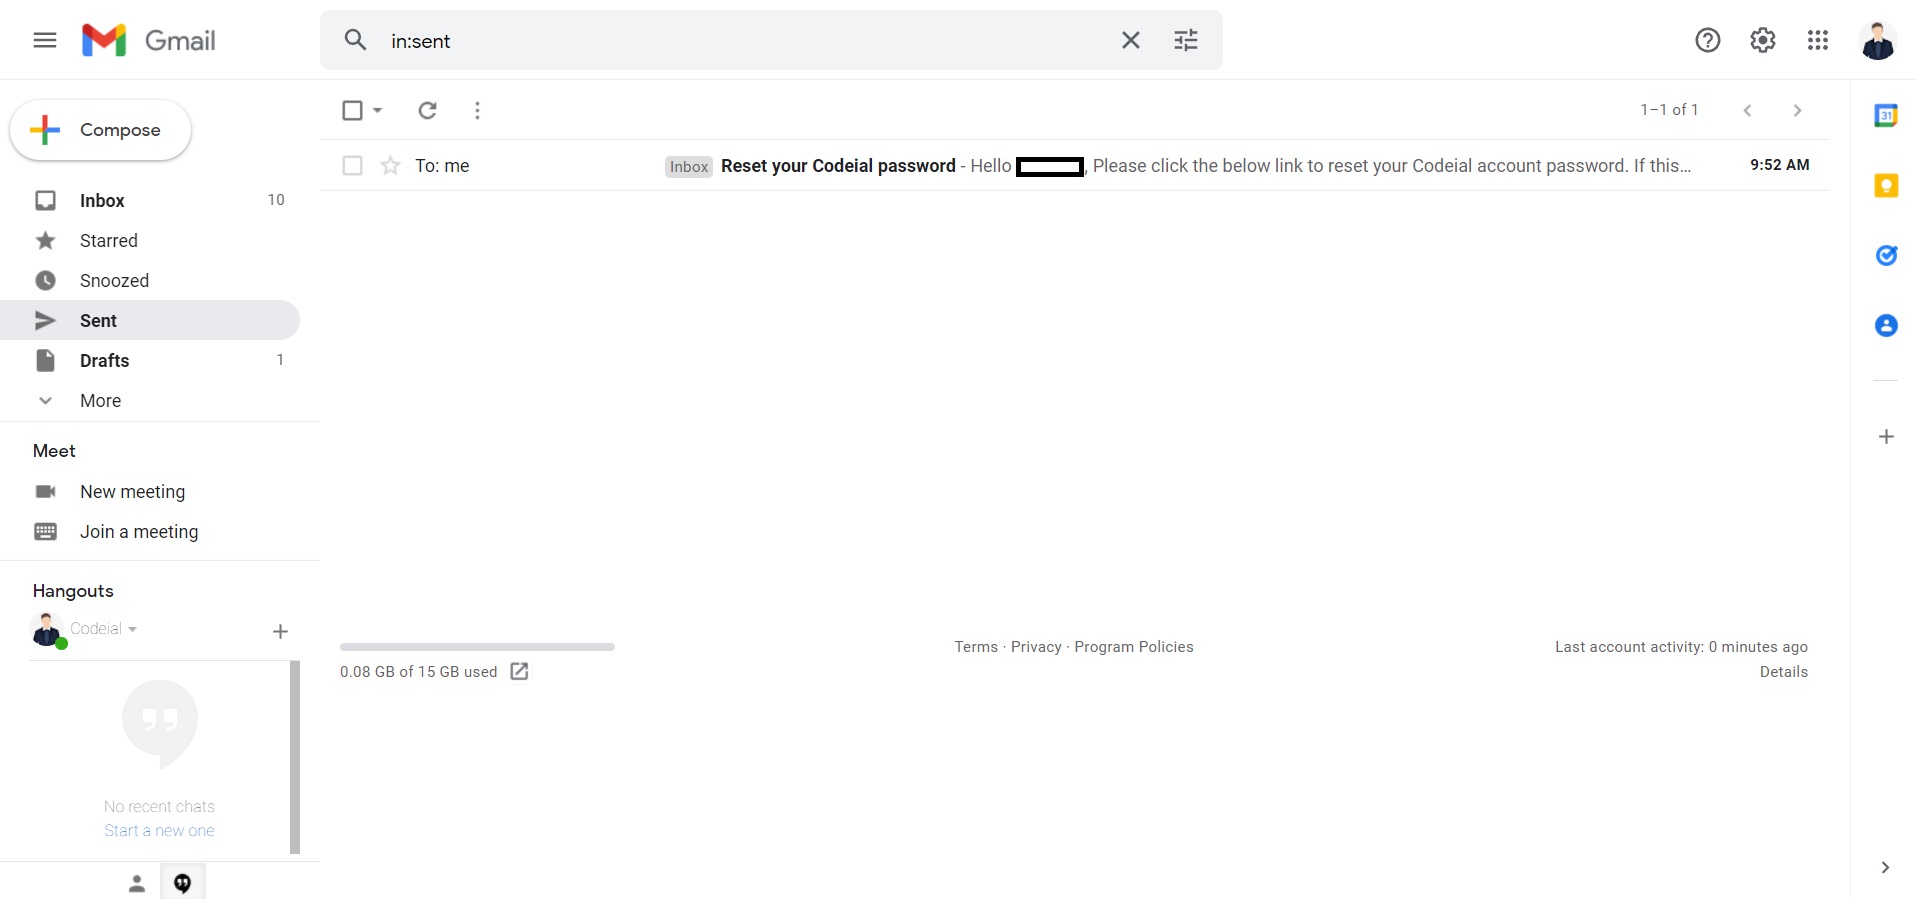 Gmail
in:sent
Compose
1–1 of 1
31
To: me Inbox Reset your Codeial password - Hello , Please click the below link to reset your Codeial account password. If this... 9:52 AM
Inbox 10
Starred
Snoozed
Sent
Drafts 1
More
Meet
New meeting
Join a meeting
Hangouts
Codeial
No recent chats
Start a new one
0.08 GB of 15 GB used
Terms · Privacy · Program Policies
Last account activity: 0 minutes ago
Details